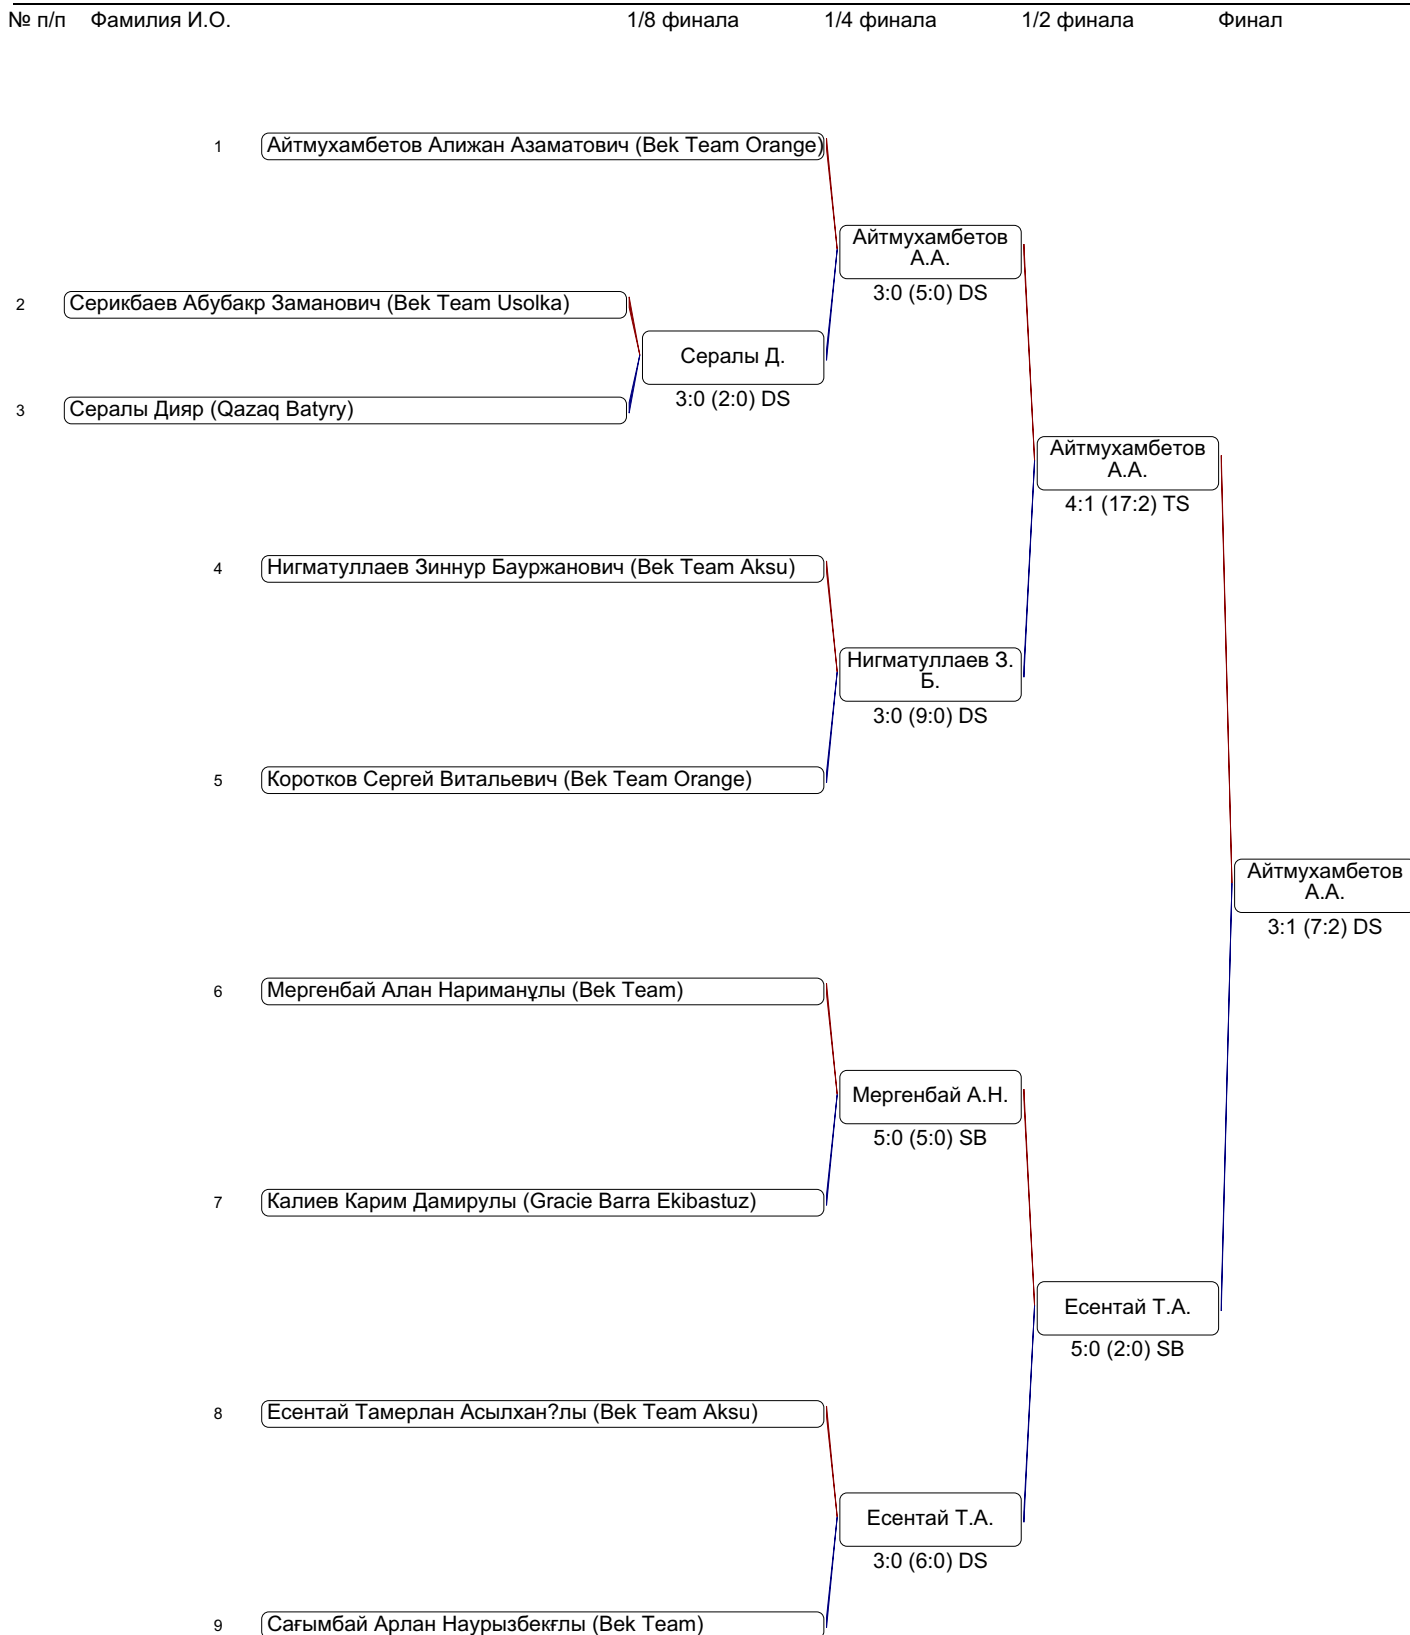 № п/п Фамилия И.О. 1/8 финала 1/4 финала 1/2 финала Финал
1 Айтмухамбетов Алижан Азаматович (Bek Team Orange)
Айтмухамбетов
А.А.
3:0 (5:0) DS
2 Серикбаев Абубакр Заманович (Bek Team Usolka)
Сералы Д.
3:0 (2:0) DS
3 Сералы Дияр (Qazaq Batyry)
Айтмухамбетов
А.А.
4:1 (17:2) TS
4 Нигматуллаев Зиннур Бауржанович (Bek Team Aksu)
Нигматуллаев З.
Б.
3:0 (9:0) DS
5 Коротков Сергей Витальевич (Bek Team Orange)
Айтмухамбетов
А.А.
3:1 (7:2) DS
6 Мергенбай Алан Нариманұлы (Bek Team)
Мергенбай А.Н.
5:0 (5:0) SB
7 Калиев Карим Дамирулы (Gracie Barra Ekibastuz)
Есентай Т.А.
5:0 (2:0) SB
8 Есентай Тамерлан Асылхан?лы (Bek Team Aksu)
Есентай Т.А.
3:0 (6:0) DS
9 Сағымбай Арлан Наурызбекғлы (Bek Team)